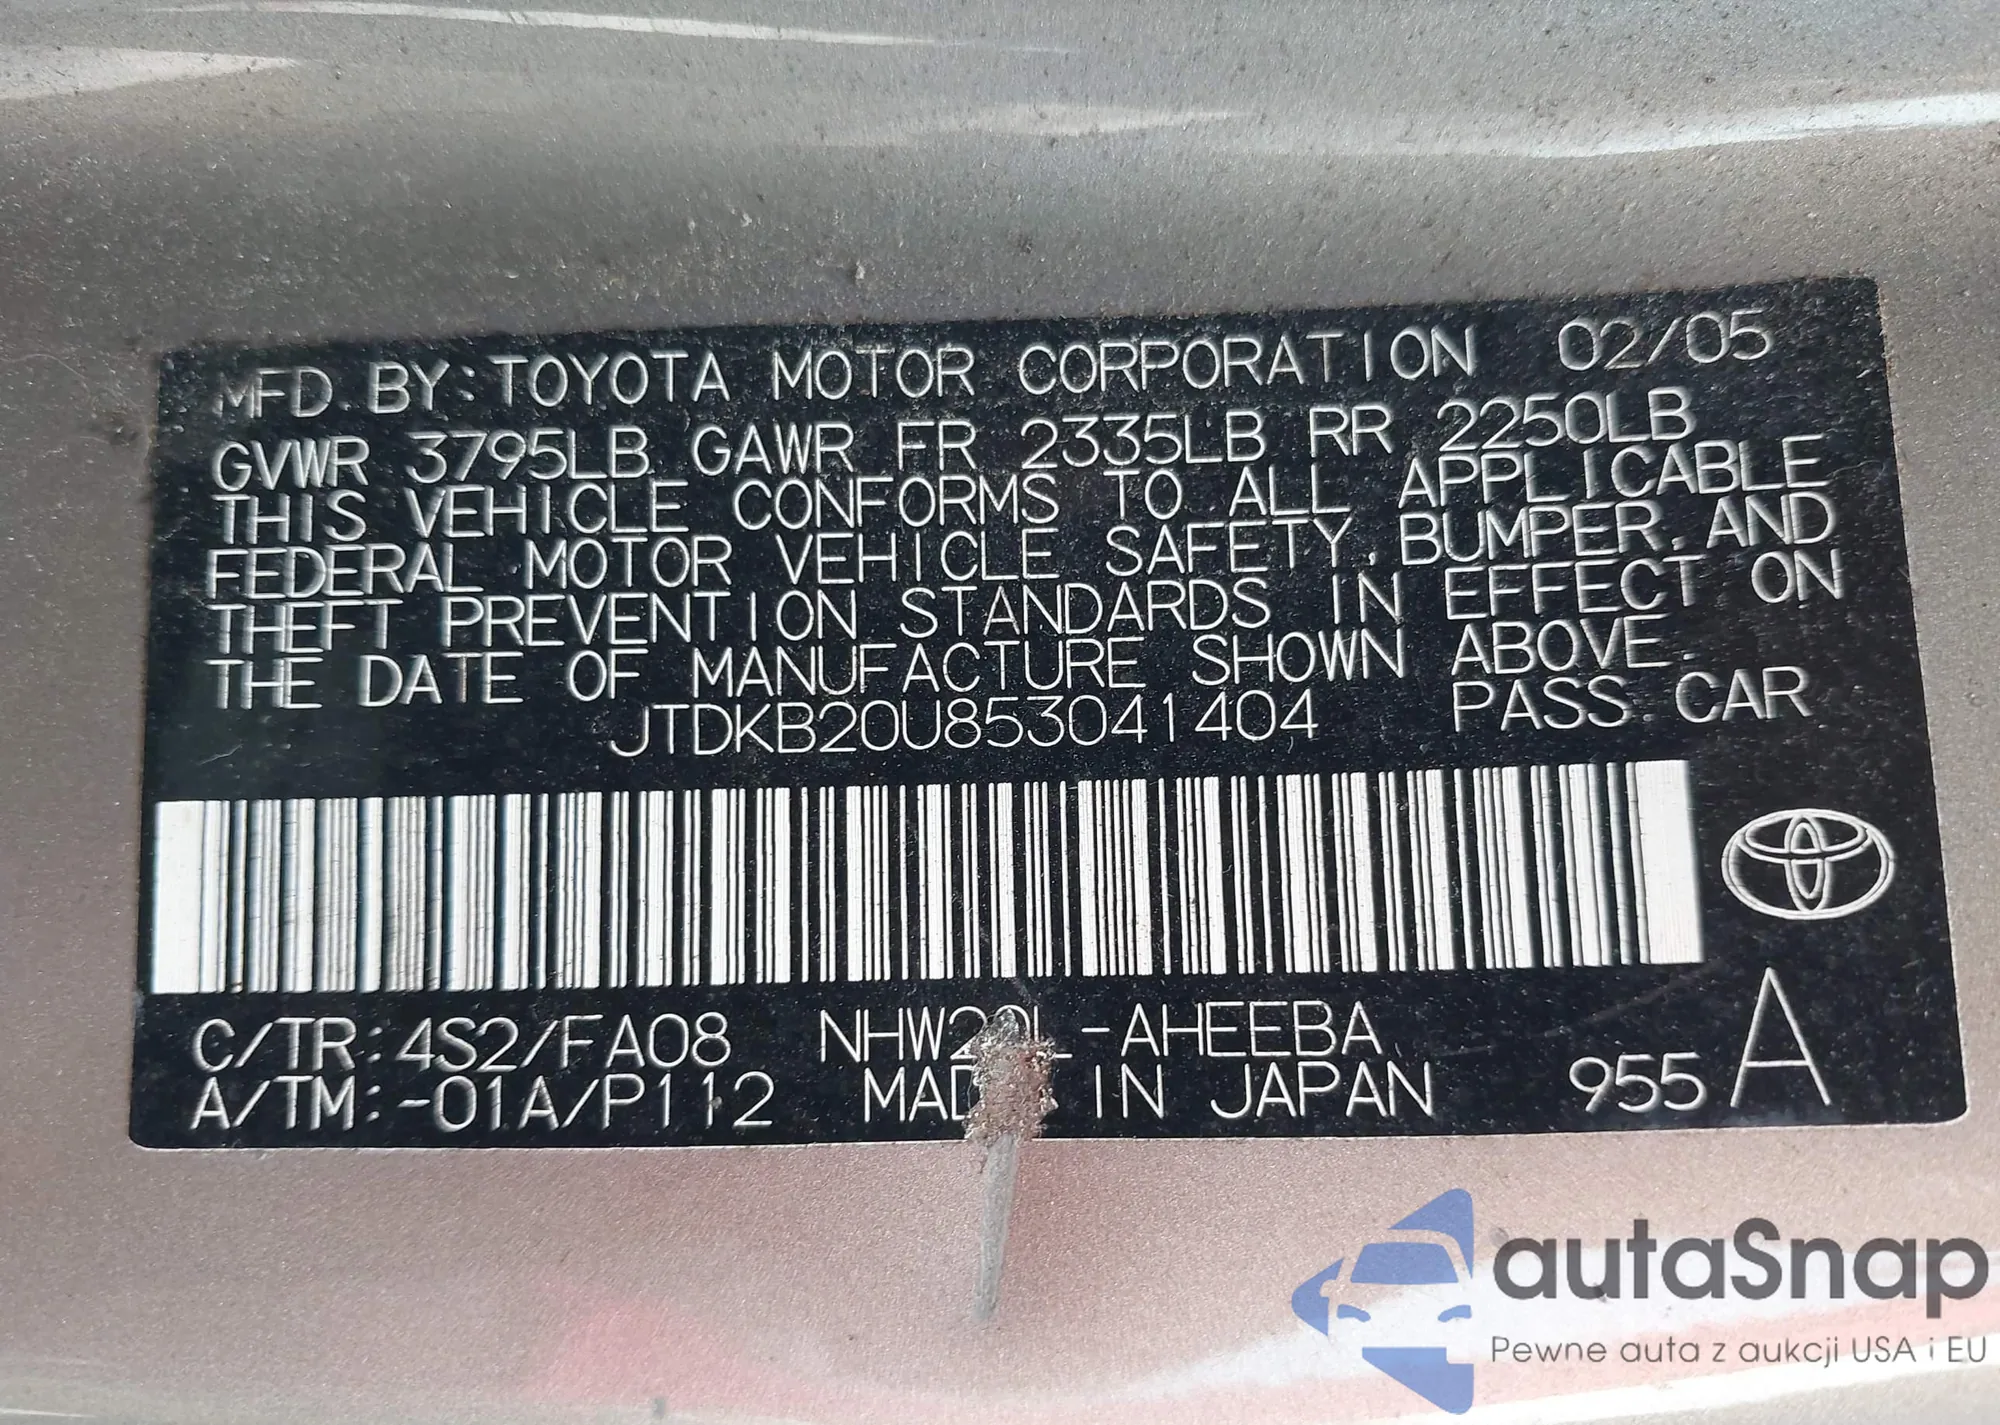 MFD. BY: TOYOTA MOTOR CORPORATION 02/05
GVWR 3795LB GAWR FR 2335LB RR 2250LB
THIS VEHICLE CONFORMS TO ALL APPLICABLE
FEDERAL MOTOR VEHICLE SAFETY, BUMPER, AND
THEFT PREVENTION STANDARDS IN EFFECT ON
THE DATE OF MANUFACTURE SHOWN ABOVE.
JTDKB20U853041404 PASS. CAR
C/TR: 4S2/FA08 NHW20L-AHEEBA
A/TM: -01A/P112 MADE IN JAPAN 955 A
autaSnap
Pewne auta z aukcji USA i EU